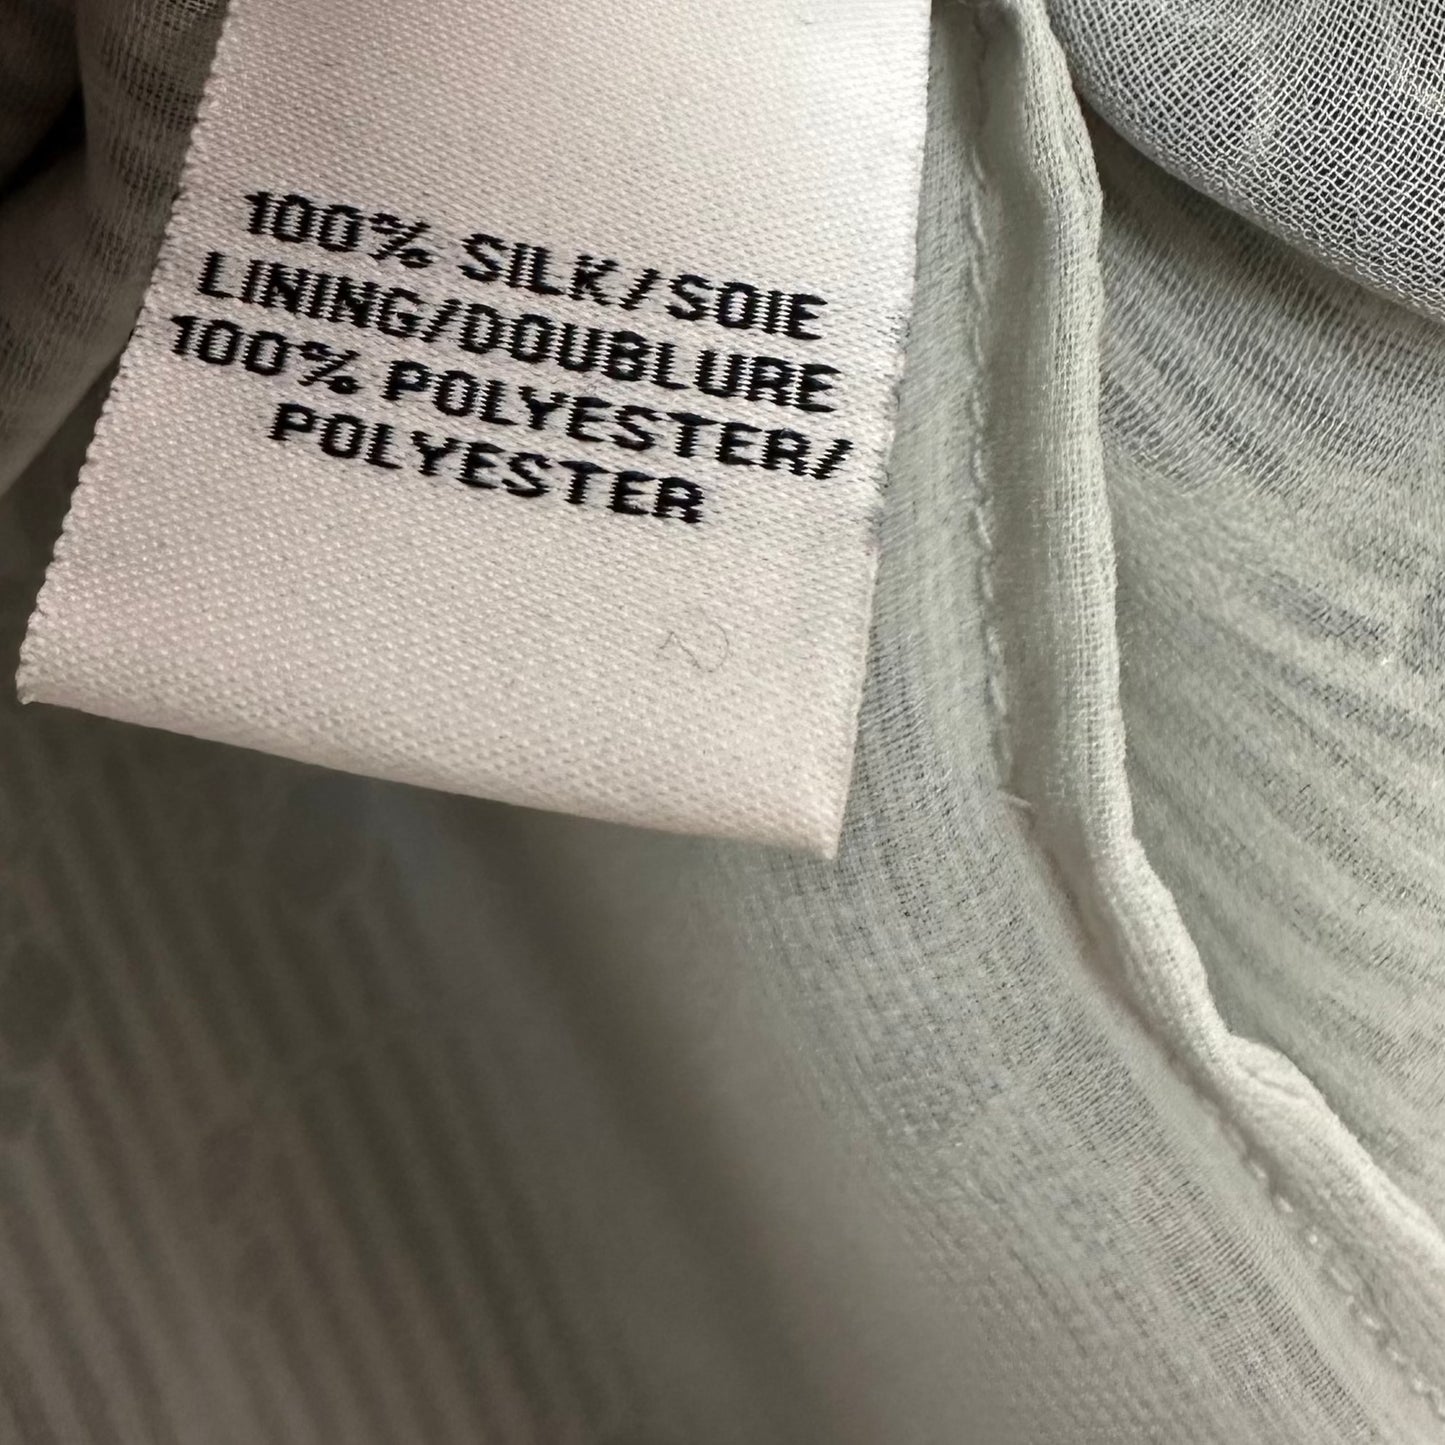 100% SILK/SOIE
LINING/DOUBLURE
100% POLYESTER/
POLYESTER